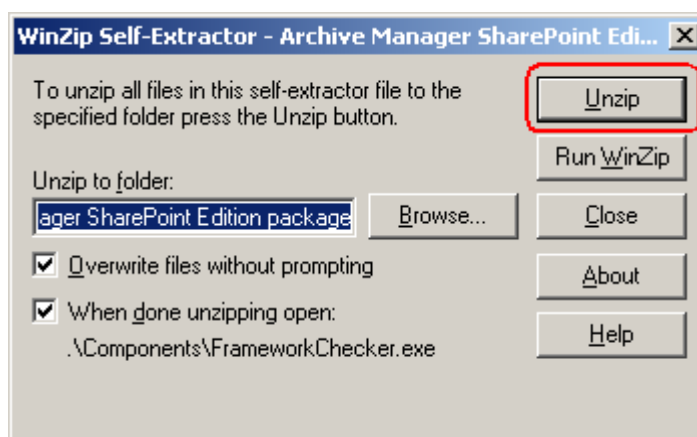 WinZip Self-Extractor - Archive Manager SharePoint Edi...
To unzip all files in this self-extractor file to the
specified folder press the Unzip button.
Unzip
Run WinZip
Unzip to folder:
ager SharePoint Edition package
Browse...
Close
Overwrite files without prompting
About
When done unzipping open:
.\Components\FrameworkChecker.exe
Help